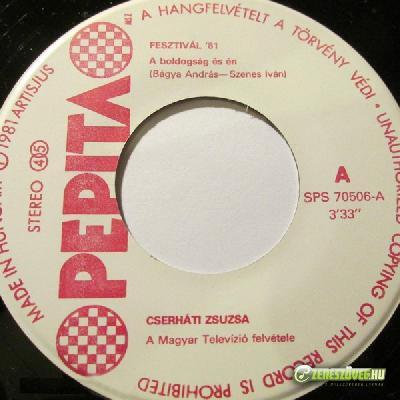 MADE IN HUNGARY Ⓟ 1981 ARTISJUS
A HANGFELVÉTELT A TÖRVÉNY VÉDI · UNAUTHORIZED COPYING OF THIS RECORD IS PROHIBITED
STEREO 45
PEPITA
FESZTIVÁL '81
A boldogság és én
(Bágya András—Szenes Iván)
A
SPS 70506-A
3'33"
CSERHÁTI ZSUZSA
A Magyar Televízió felvétele
ZENESZÖVEG.HU